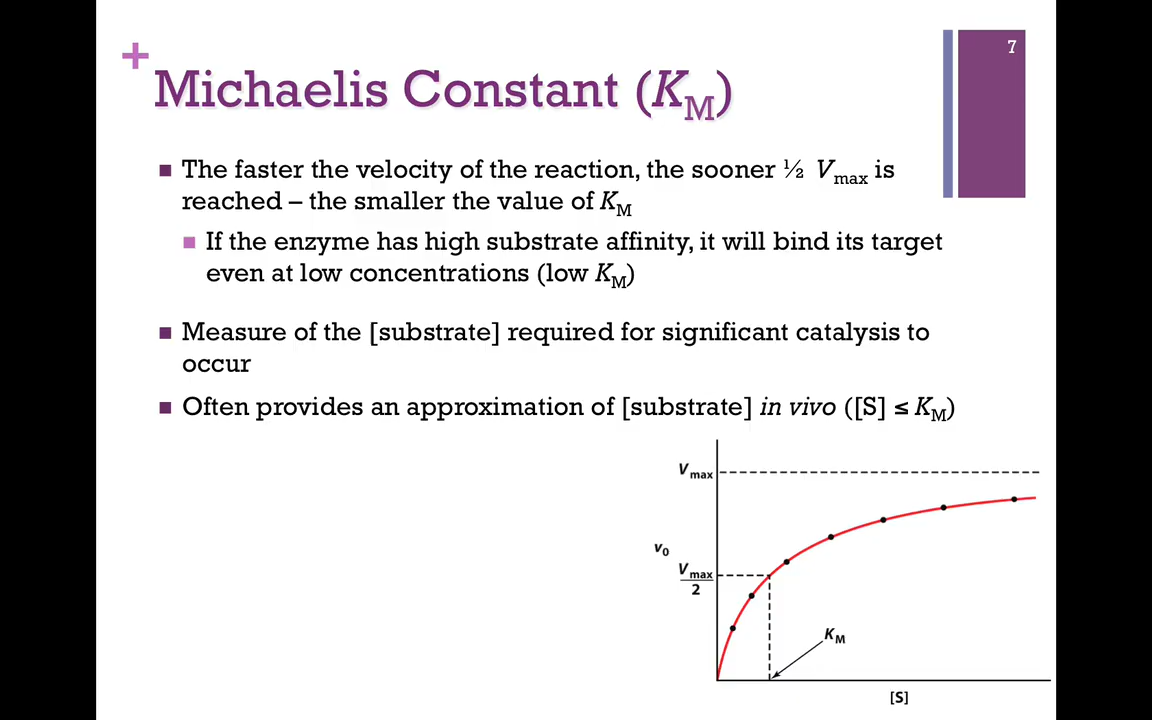 7
+
Michaelis Constant (KM)
■ The faster the velocity of the reaction, the sooner ½ Vmax is
reached – the smaller the value of KM
■ If the enzyme has high substrate affinity, it will bind its target
even at low concentrations (low KM)
■ Measure of the [substrate] required for significant catalysis to
occur
■ Often provides an approximation of [substrate] in vivo ([S] ≤ KM)
Vmax
v0
Vmax
2
KM
[S]